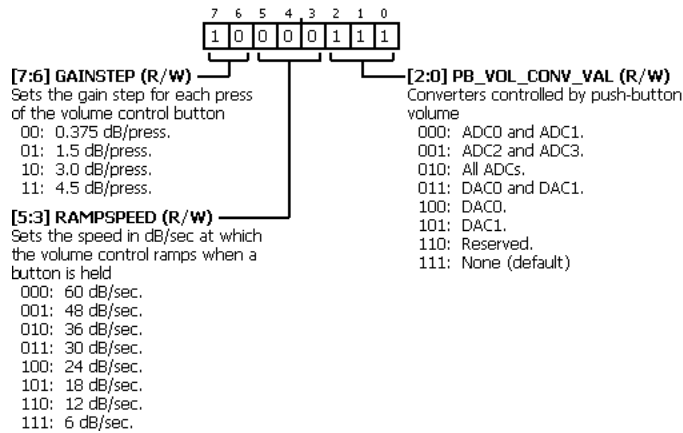 7 6 5 4 3 2 1 0
1 0 0 0 0 1 1 1
[7:6] GAINSTEP (R/W)
Sets the gain step for each press
of the volume control button
00: 0.375 dB/press.
01: 1.5 dB/press.
10: 3.0 dB/press.
11: 4.5 dB/press.
[5:3] RAMPSPEED (R/W)
Sets the speed in dB/sec at which
the volume control ramps when a
button is held
000: 60 dB/sec.
001: 48 dB/sec.
010: 36 dB/sec.
011: 30 dB/sec.
100: 24 dB/sec.
101: 18 dB/sec.
110: 12 dB/sec.
111: 6 dB/sec.
[2:0] PB_VOL_CONV_VAL (R/W)
Converters controlled by push-button
volume
000: ADC0 and ADC1.
001: ADC2 and ADC3.
010: All ADCs.
011: DAC0 and DAC1.
100: DAC0.
101: DAC1.
110: Reserved.
111: None (default)